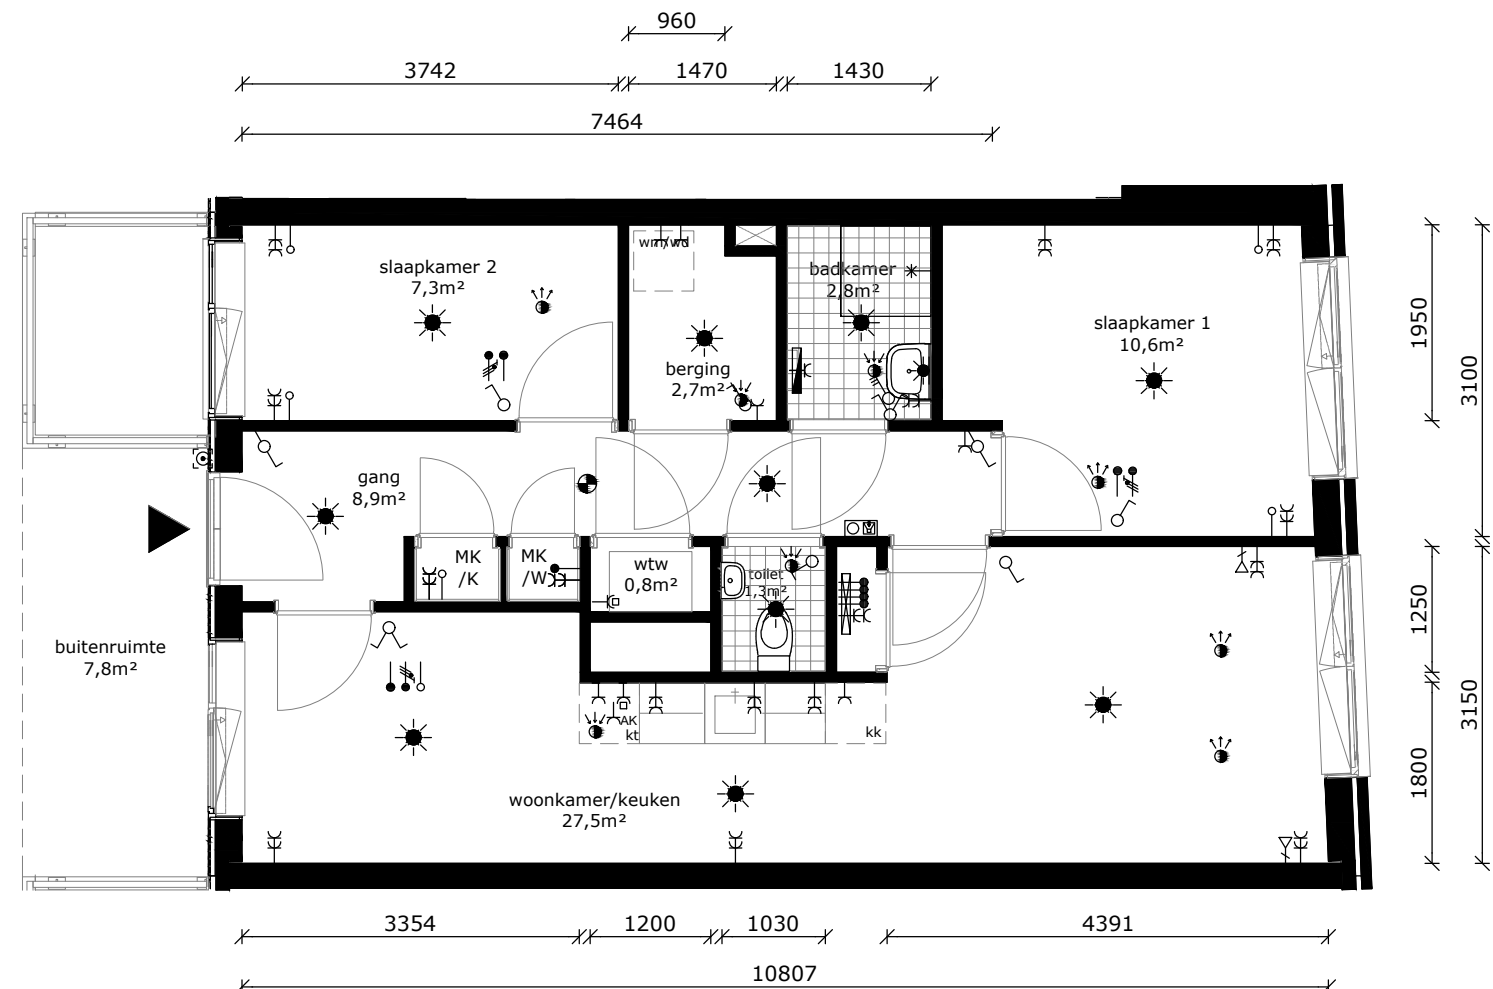 960
3742
1470
1430
7464
wm/wd
slaapkamer 2
7,3m²
badkamer
2,8m²
slaapkamer 1
10,6m²
berging
2,7m²
1950
3100
gang
8,9m²
MK
/K
MK
/W
wtw
0,8m²
toilet
1,3m²
buitenruimte
7,8m²
1250
3150
1800
AK
kt
kk
woonkamer/keuken
27,5m²
3354
1200
1030
4391
10807